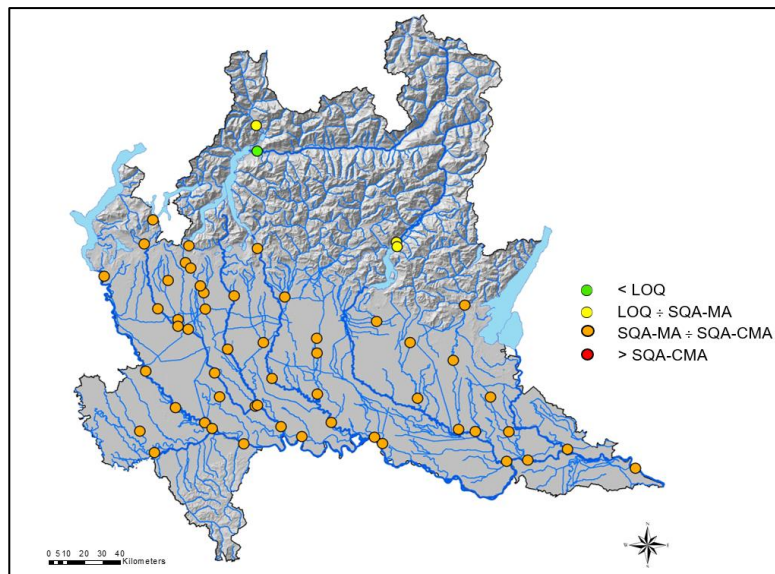 < LOQ
LOQ ÷ SQA-MA
SQA-MA ÷ SQA-CMA
> SQA-CMA
0 5 10 20 30 40
Kilometers